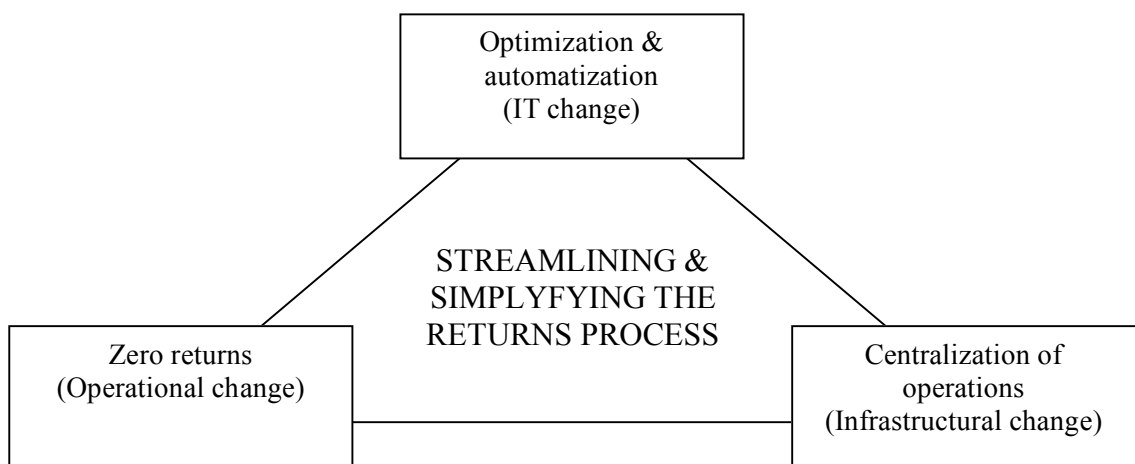 Optimization &
automatization
(IT change)
STREAMLINING &
SIMPLYFYING THE
RETURNS PROCESS
Zero returns
(Operational change)
Centralization of
operations
(Infrastructural change)